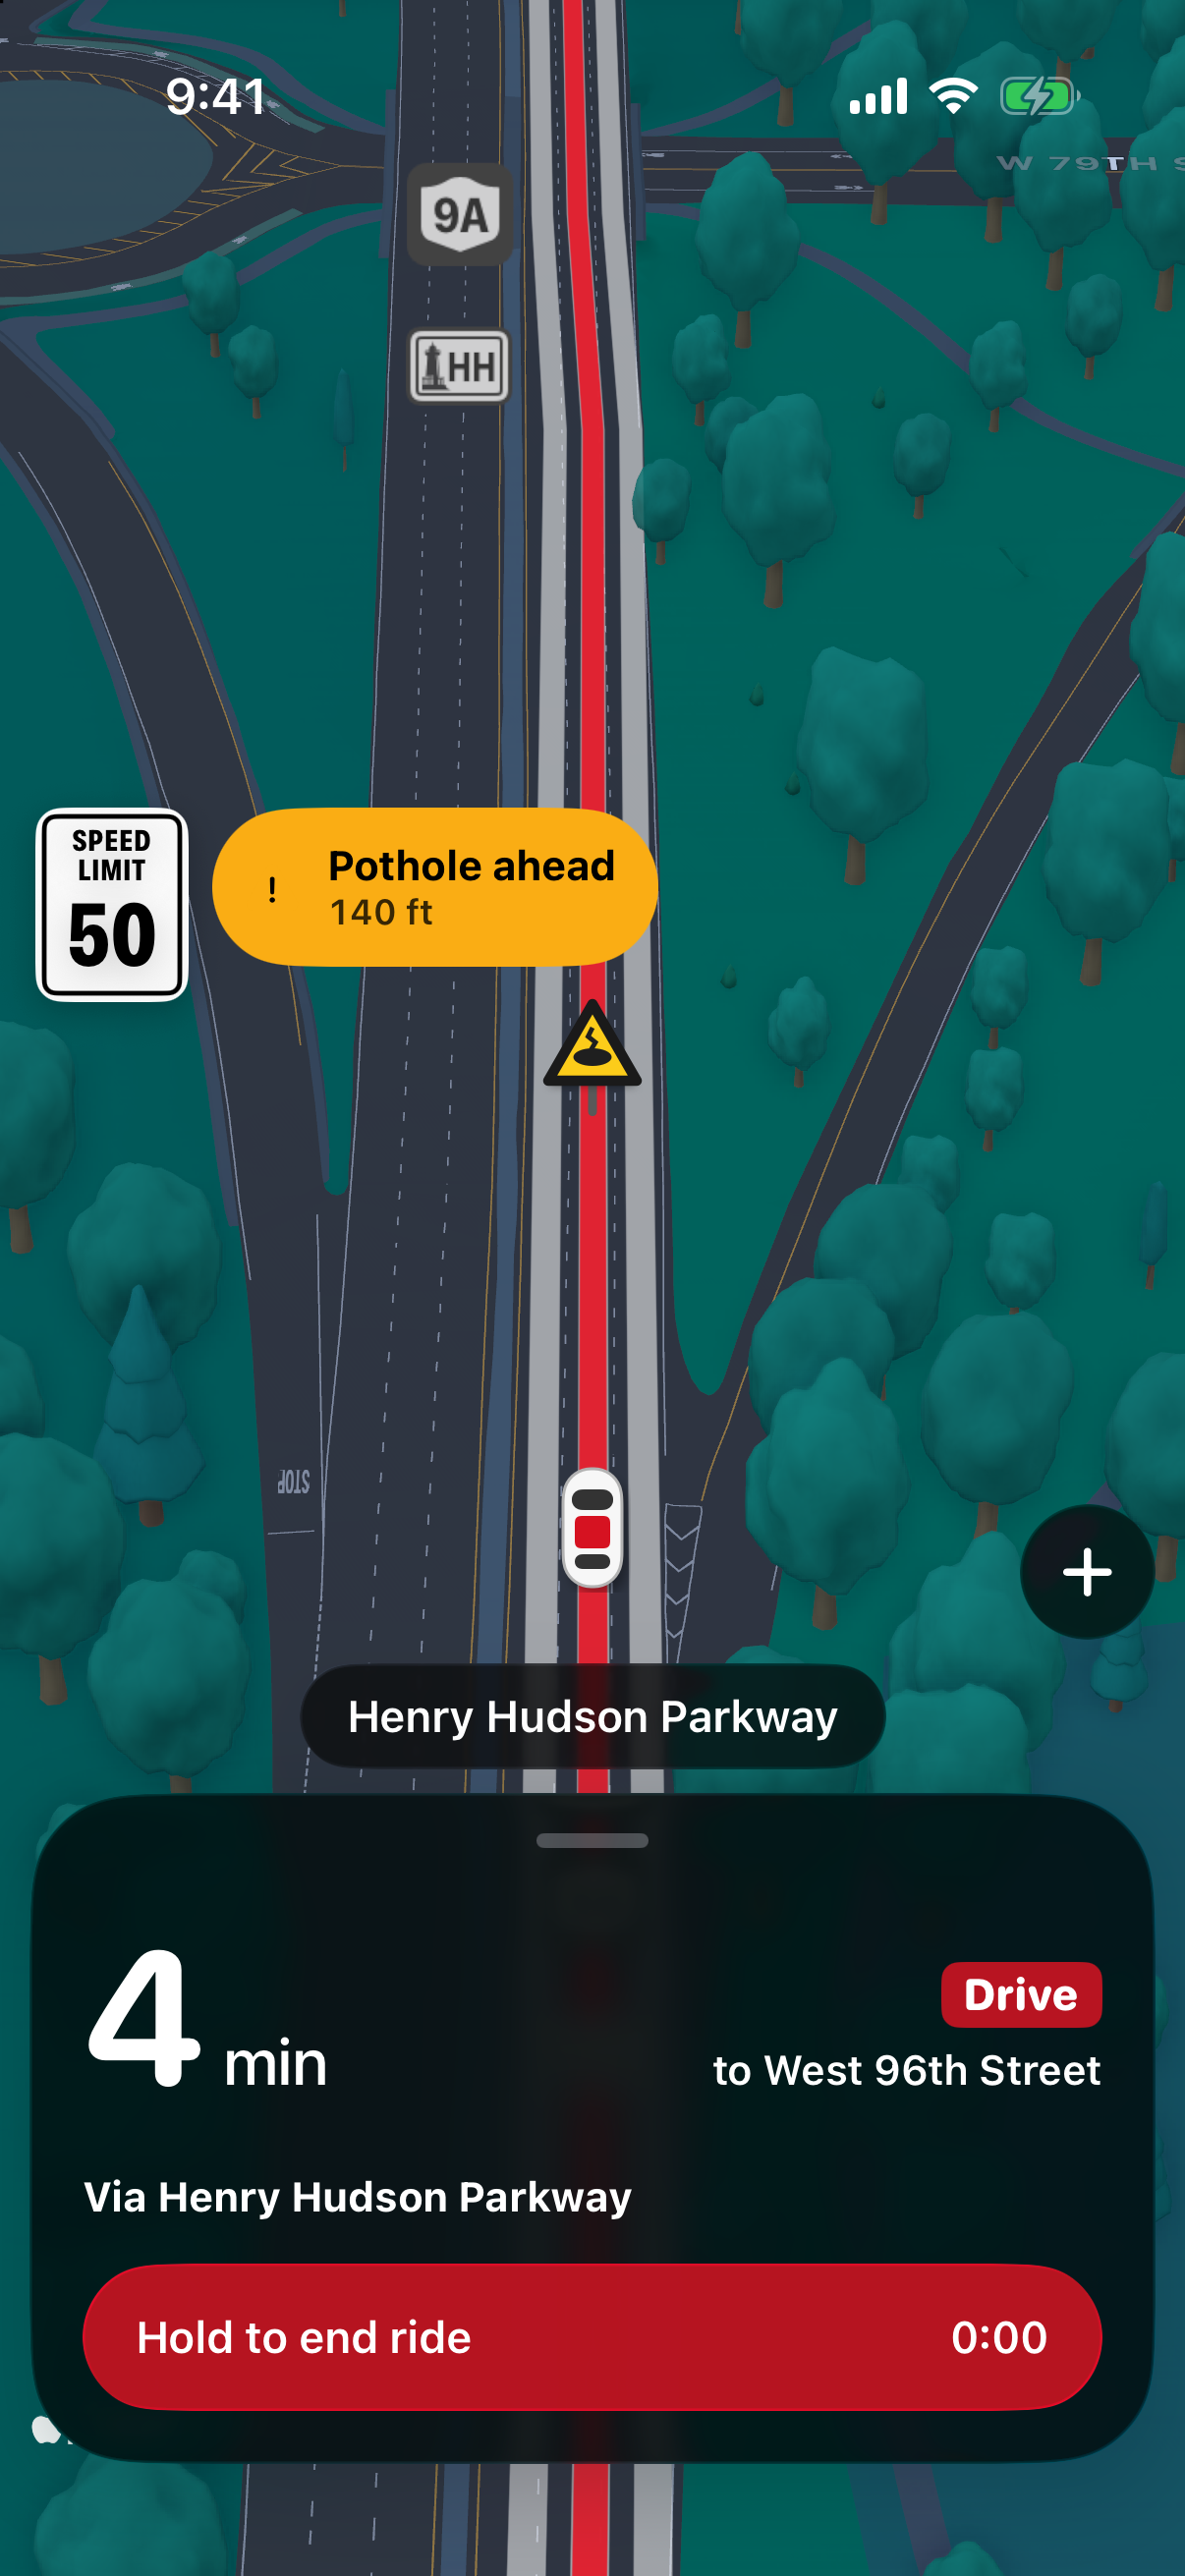 9:41
W 79TH S
9A
HH
SPEED
LIMIT
50
!
Pothole ahead
140 ft
STOP
Henry Hudson Parkway
4 min
Drive
to West 96th Street
Via Henry Hudson Parkway
Hold to end ride
0:00